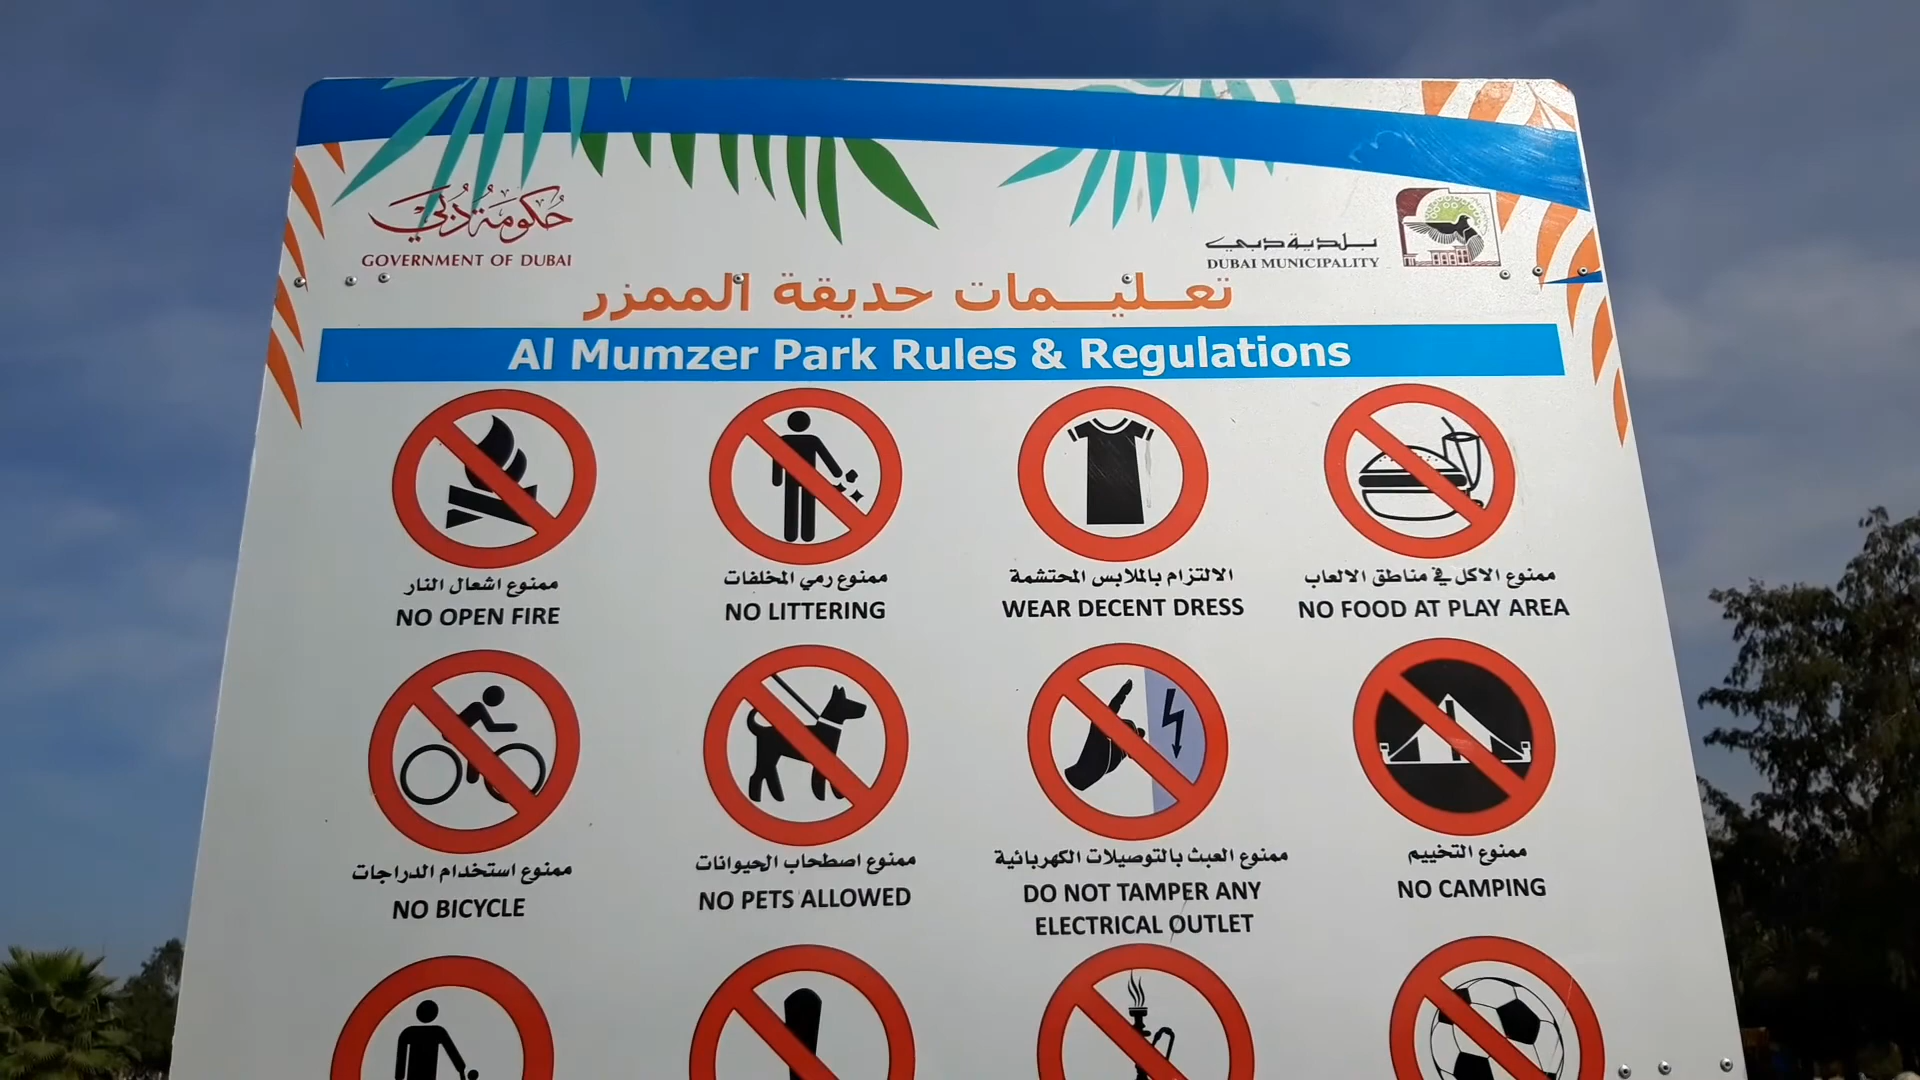 حكومة دبي
GOVERNMENT OF DUBAI
بلدية دبي
DUBAI MUNICIPALITY
تعليمات حديقة الممزر
Al Mumzer Park Rules & Regulations
ممنوع اشعال النار
NO OPEN FIRE
ممنوع رمي المخلفات
NO LITTERING
الالتزام بالملابس المحتشمة
WEAR DECENT DRESS
ممنوع الاكل في مناطق الالعاب
NO FOOD AT PLAY AREA
ممنوع استخدام الدراجات
NO BICYCLE
ممنوع اصطحاب الحيوانات
NO PETS ALLOWED
ممنوع العبث بالتوصيلات الكهربائية
DO NOT TAMPER ANY
ELECTRICAL OUTLET
ممنوع التخييم
NO CAMPING